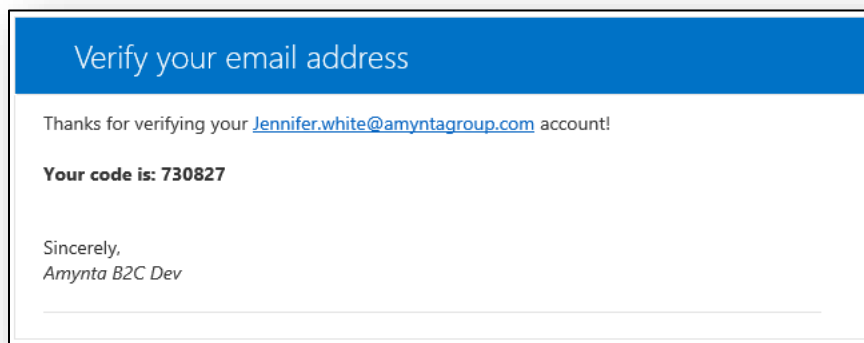 Verify your email address
Thanks for verifying your Jennifer.white@amyntagroup.com account!
Your code is: 730827
Sincerely,
Amynta B2C Dev